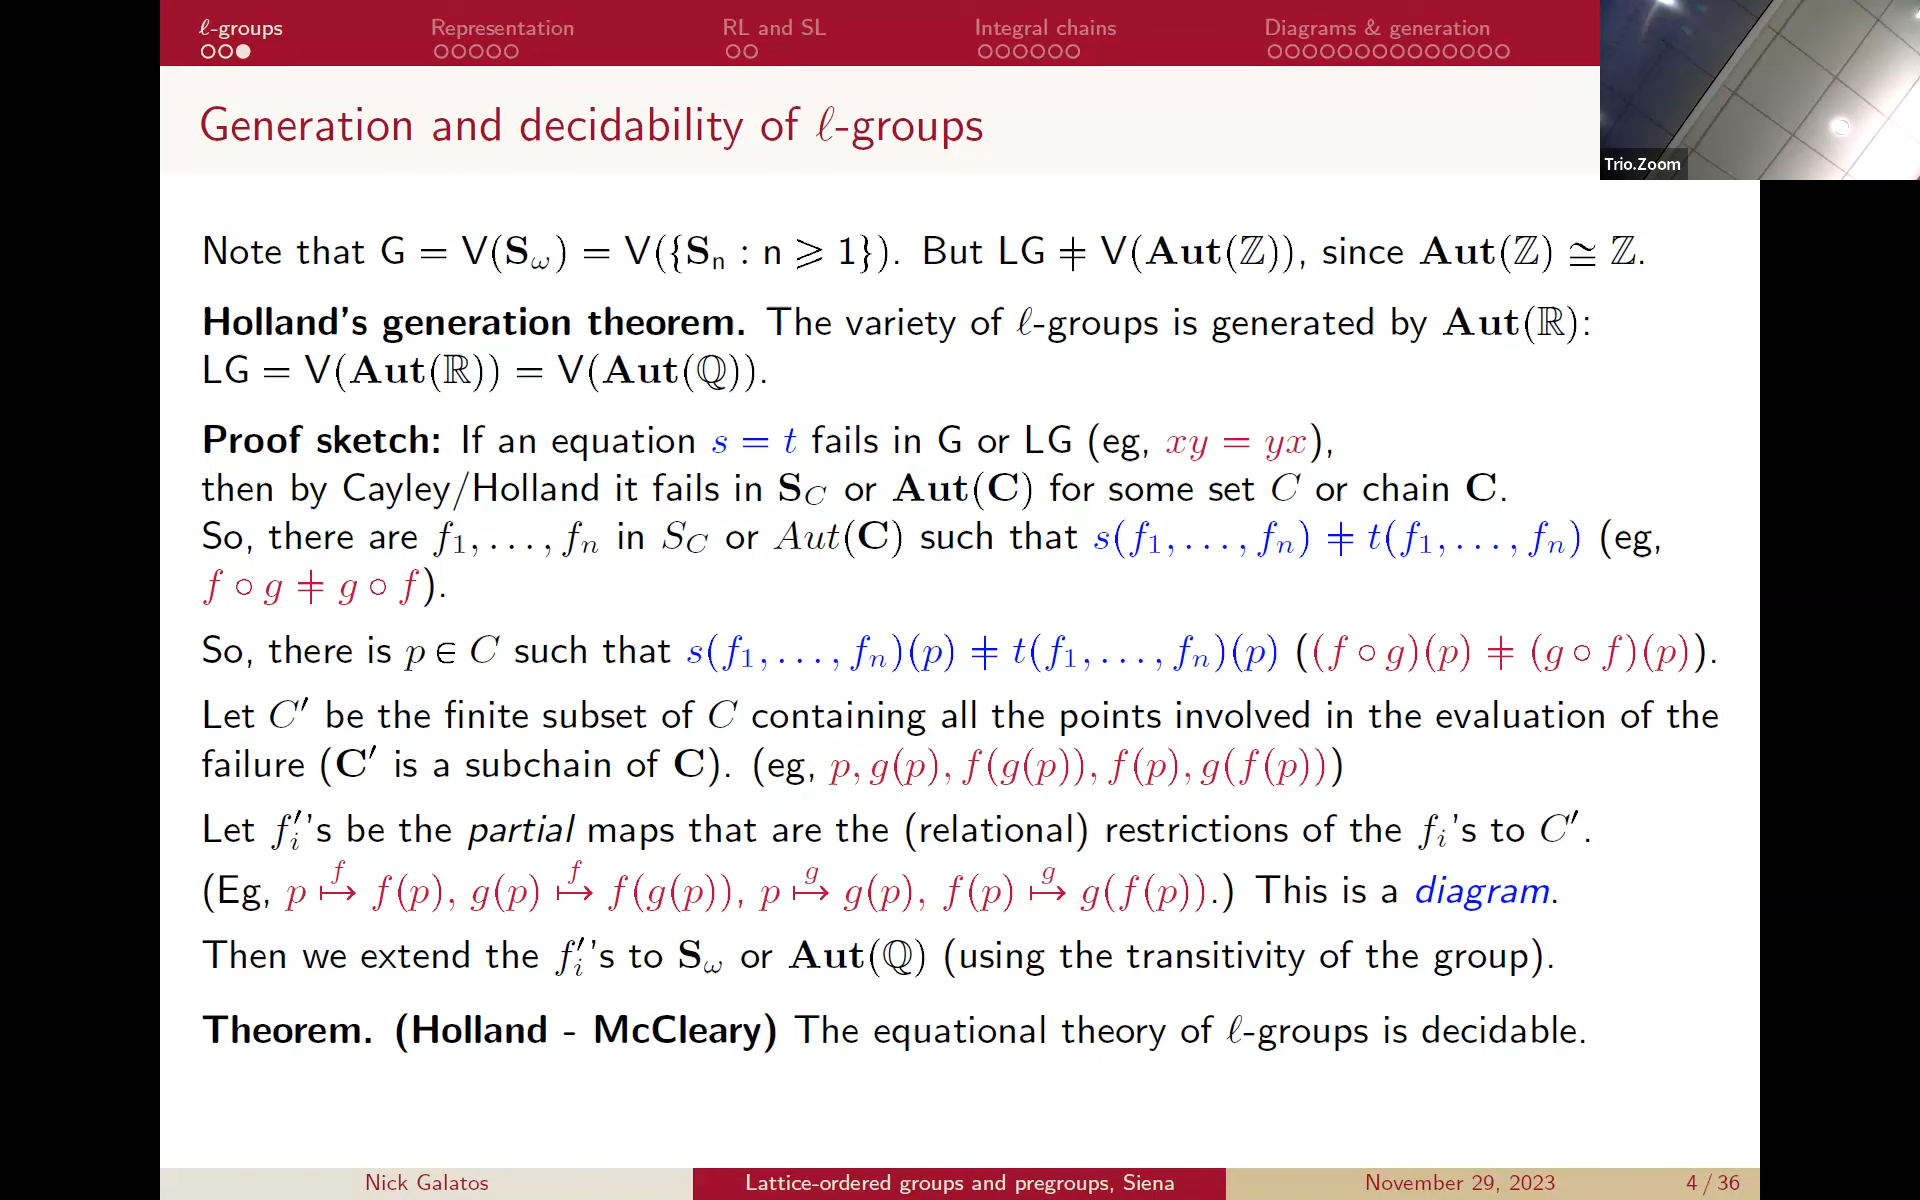 ℓ-groups Representation RL and SL Integral chains Diagrams & generation
Trio.Zoom
Generation and decidability of ℓ-groups
Note that G = V(S_ω) = V({S_n : n ⩾ 1}). But LG ≠ V(Aut(ℤ)), since Aut(ℤ) ≅ ℤ.
Holland's generation theorem. The variety of ℓ-groups is generated by Aut(ℝ):
LG = V(Aut(ℝ)) = V(Aut(ℚ)).
Proof sketch: If an equation s = t fails in G or LG (eg, xy = yx),
then by Cayley/Holland it fails in S_C or Aut(C) for some set C or chain C.
So, there are f₁, . . . , f_n in S_C or Aut(C) such that s(f₁, . . . , f_n) ≠ t(f₁, . . . , f_n) (eg,
f ∘ g ≠ g ∘ f).
So, there is p ∈ C such that s(f₁, . . . , f_n)(p) ≠ t(f₁, . . . , f_n)(p) ((f ∘ g)(p) ≠ (g ∘ f)(p)).
Let C′ be the finite subset of C containing all the points involved in the evaluation of the
failure (C′ is a subchain of C). (eg, p, g(p), f(g(p)), f(p), g(f(p)))
Let f′_i's be the partial maps that are the (relational) restrictions of the f_i's to C′.
(Eg, p ↦^f f(p), g(p) ↦^f f(g(p)), p ↦^g g(p), f(p) ↦^g g(f(p)).) This is a diagram.
Then we extend the f′_i's to S_ω or Aut(ℚ) (using the transitivity of the group).
Theorem. (Holland - McCleary) The equational theory of ℓ-groups is decidable.
Nick Galatos Lattice-ordered groups and pregroups, Siena November 29, 2023 4 / 36